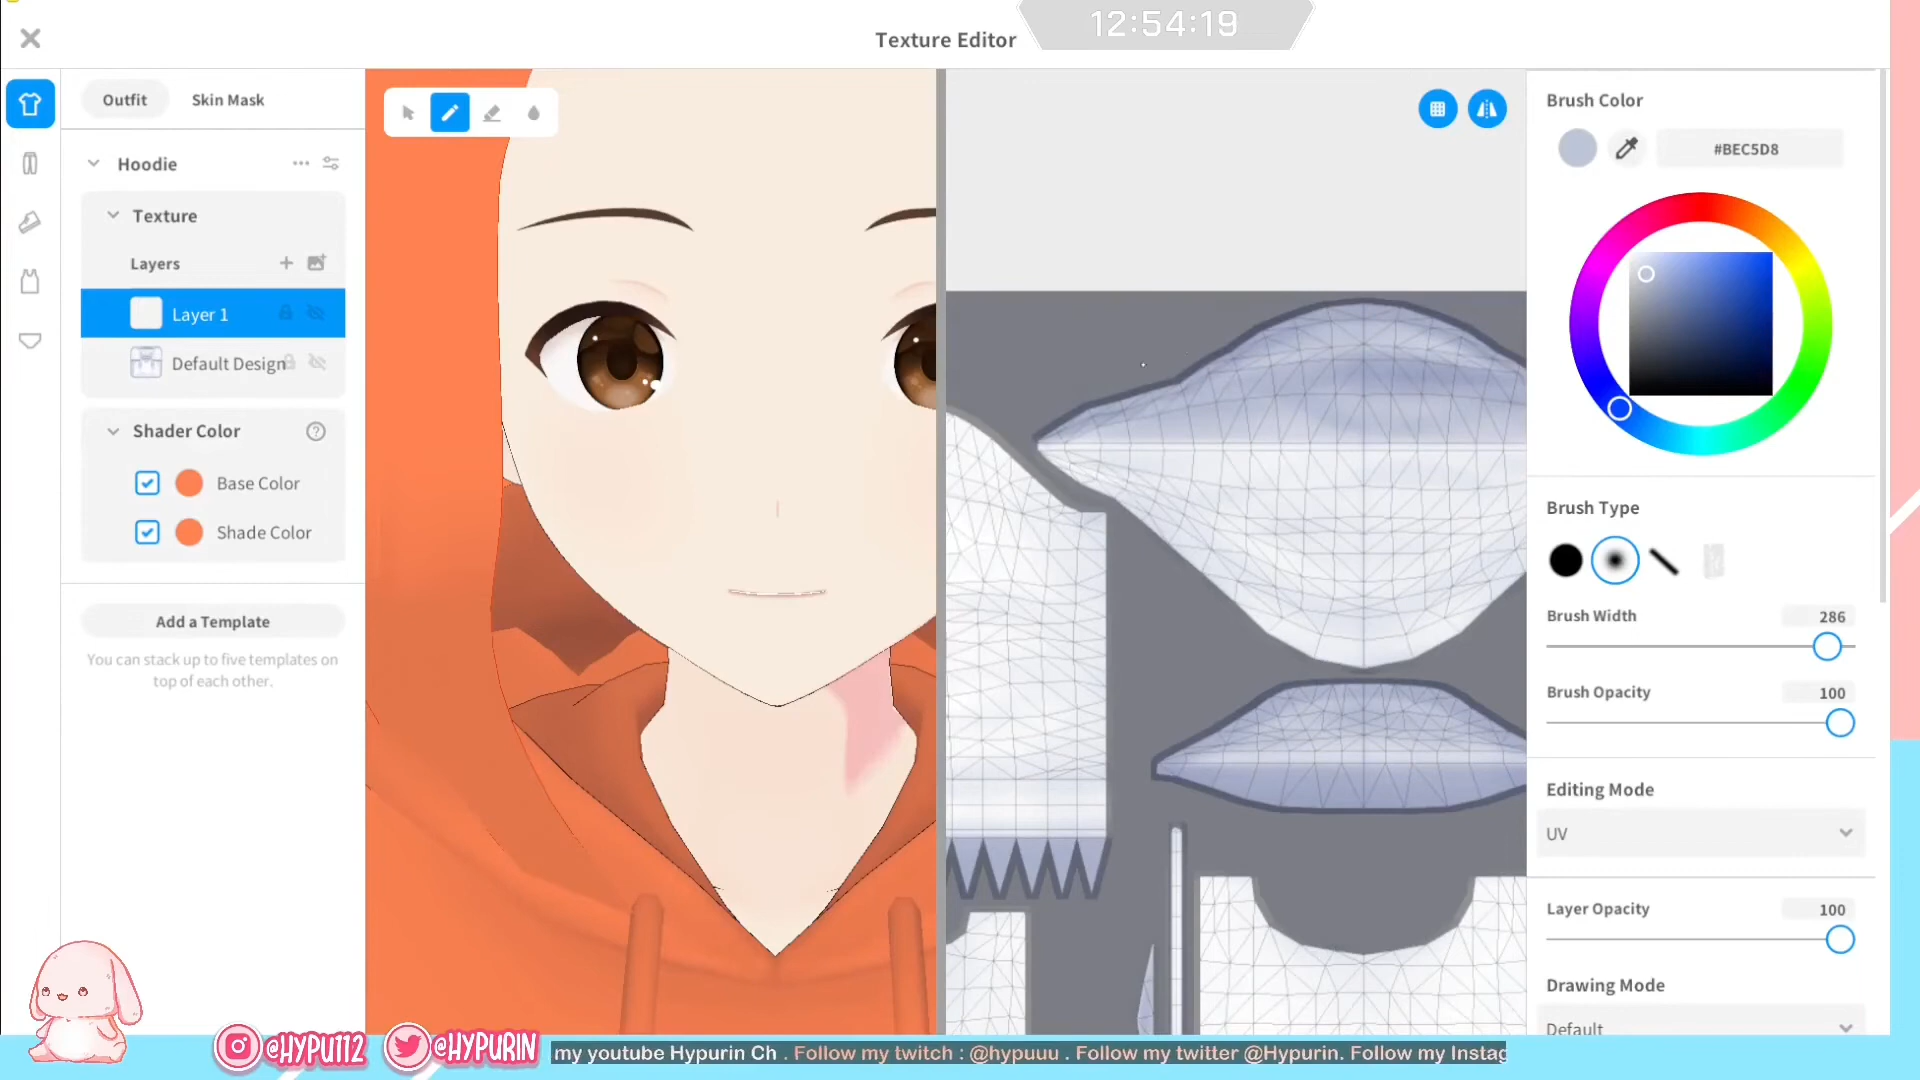 12:54:19
Texture Editor
Outfit
Skin Mask
Brush Color
#BEC5D8
Hoodie
Texture
Layers
Layer 1
Default Design
Shader Color
Base Color
Shade Color
Add a Template
You can stack up to five templates on
top of each other.
Brush Type
Brush Width
286
Brush Opacity
100
Editing Mode
UV
Layer Opacity
100
Drawing Mode
Default
@HYPU112
@HYPURIN
my youtube Hypurin Ch . Follow my twitch : @hypuuu . Follow my twitter @Hypurin. Follow my Instag